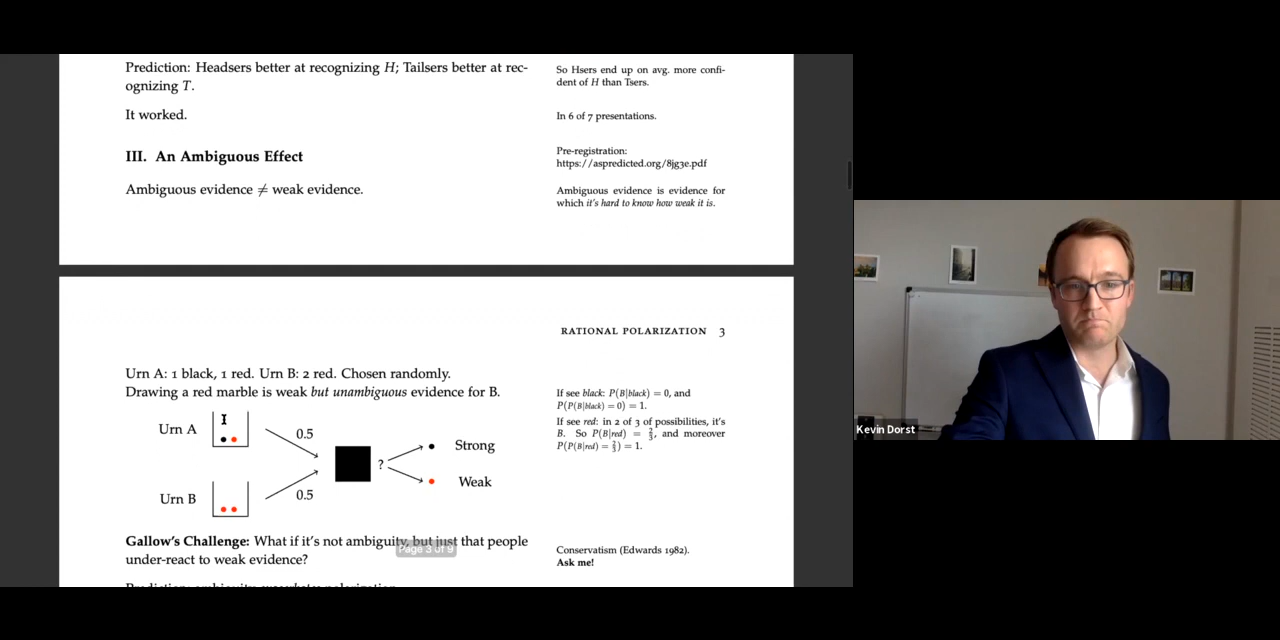 Prediction: Headsers better at recognizing H; Tailsers better at rec-
ognizing T.
So Hsers end up on avg. more confi-
dent of H than Tsers.
It worked.
In 6 of 7 presentations.
III. An Ambiguous Effect
Pre-registration:
https://aspredicted.org/8jg3e.pdf
Ambiguous evidence ≠ weak evidence.
Ambiguous evidence is evidence for
which it's hard to know how weak it is.
RATIONAL POLARIZATION 3
Urn A: 1 black, 1 red. Urn B: 2 red. Chosen randomly.
Drawing a red marble is weak but unambiguous evidence for B.
If see black: P(B|black) = 0, and
P(P(B|black) = 0) = 1.
If see red: in 2 of 3 of possibilities, it's
B. So P(B|red) = 2/3, and moreover
P(P(B|red) = 2/3) = 1.
Urn A
0.5
?
Strong
Weak
Urn B
0.5
Gallow's Challenge: What if it's not ambiguity, but just that people
under-react to weak evidence?
Page 3 of 9
Conservatism (Edwards 1982).
Ask me!
Prediction: ambiguity exacerbates polarization
Kevin Dorst